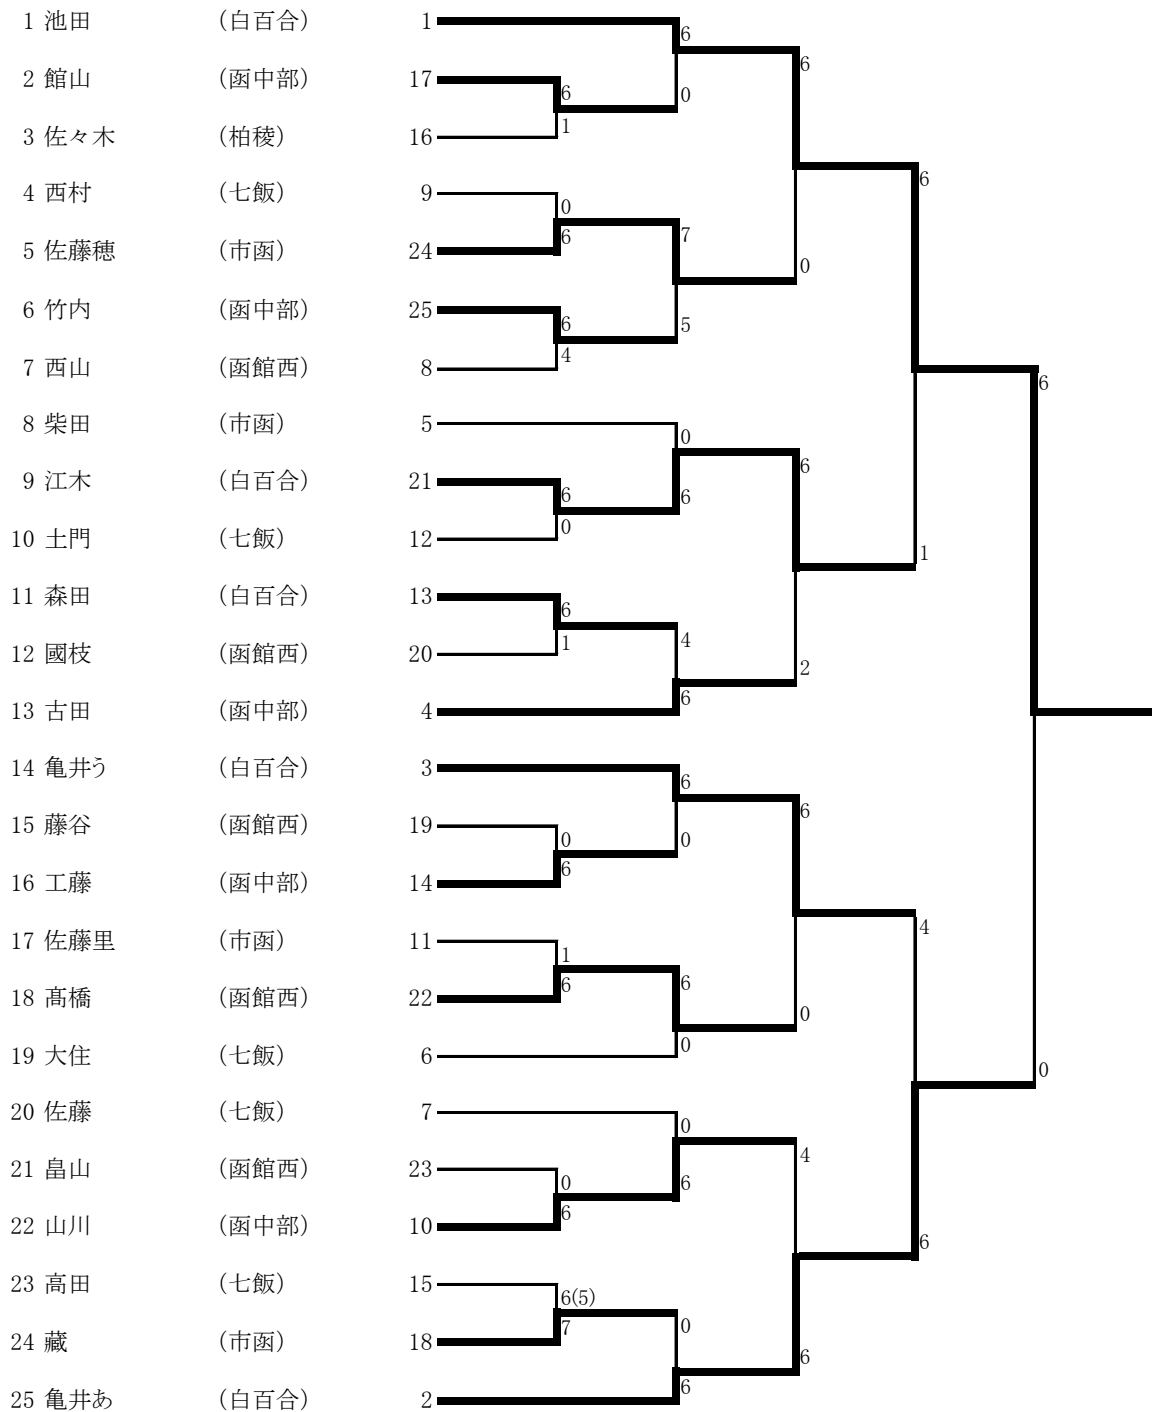 1 池田 (白百合) 1
6
6
2 館山 (函中部) 17
6
0
3 佐々木 (柏稜) 16
1
6
4 西村 (七飯) 9
0
7
5 佐藤穂 (市函) 24
6
0
6 竹内 (函中部) 25
6
5
7 西山 (函館西) 8
4
6
8 柴田 (市函) 5
0
6
9 江木 (白百合) 21
6
6
10 土門 (七飯) 12
0
1
11 森田 (白百合) 13
6
4
12 國枝 (函館西) 20
1
2
13 古田 (函中部) 4
6
14 亀井う (白百合) 3
6
6
15 藤谷 (函館西) 19
0
0
16 工藤 (函中部) 14
6
4
17 佐藤里 (市函) 11
1
6
18 髙橋 (函館西) 22
6
0
19 大住 (七飯) 6
0
0
20 佐藤 (七飯) 7
0
4
21 畠山 (函館西) 23
0
6
22 山川 (函中部) 10
6
6
23 高田 (七飯) 15
6(5)
0
24 藏 (市函) 18
7
6
25 亀井あ (白百合) 2
6